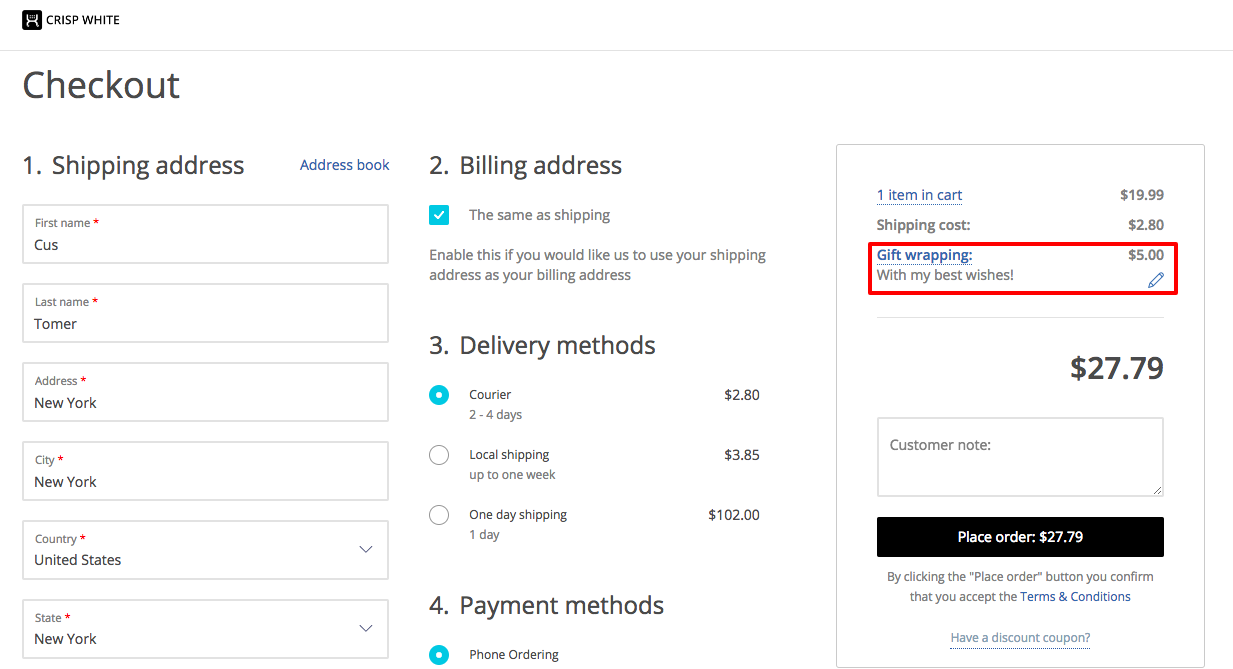 CRISP WHITE
Checkout
1. Shipping address
Address book
First name *
Cus
Last name *
Tomer
Address *
New York
City *
New York
Country *
United States
State *
New York
2. Billing address
The same as shipping
Enable this if you would like us to use your shipping
address as your billing address
3. Delivery methods
Courier $2.80
2 - 4 days
Local shipping $3.85
up to one week
One day shipping $102.00
1 day
4. Payment methods
Phone Ordering
1 item in cart $19.99
Shipping cost: $2.80
Gift wrapping: $5.00
With my best wishes!
$27.79
Customer note:
Place order: $27.79
By clicking the "Place order" button you confirm
that you accept the Terms & Conditions
Have a discount coupon?